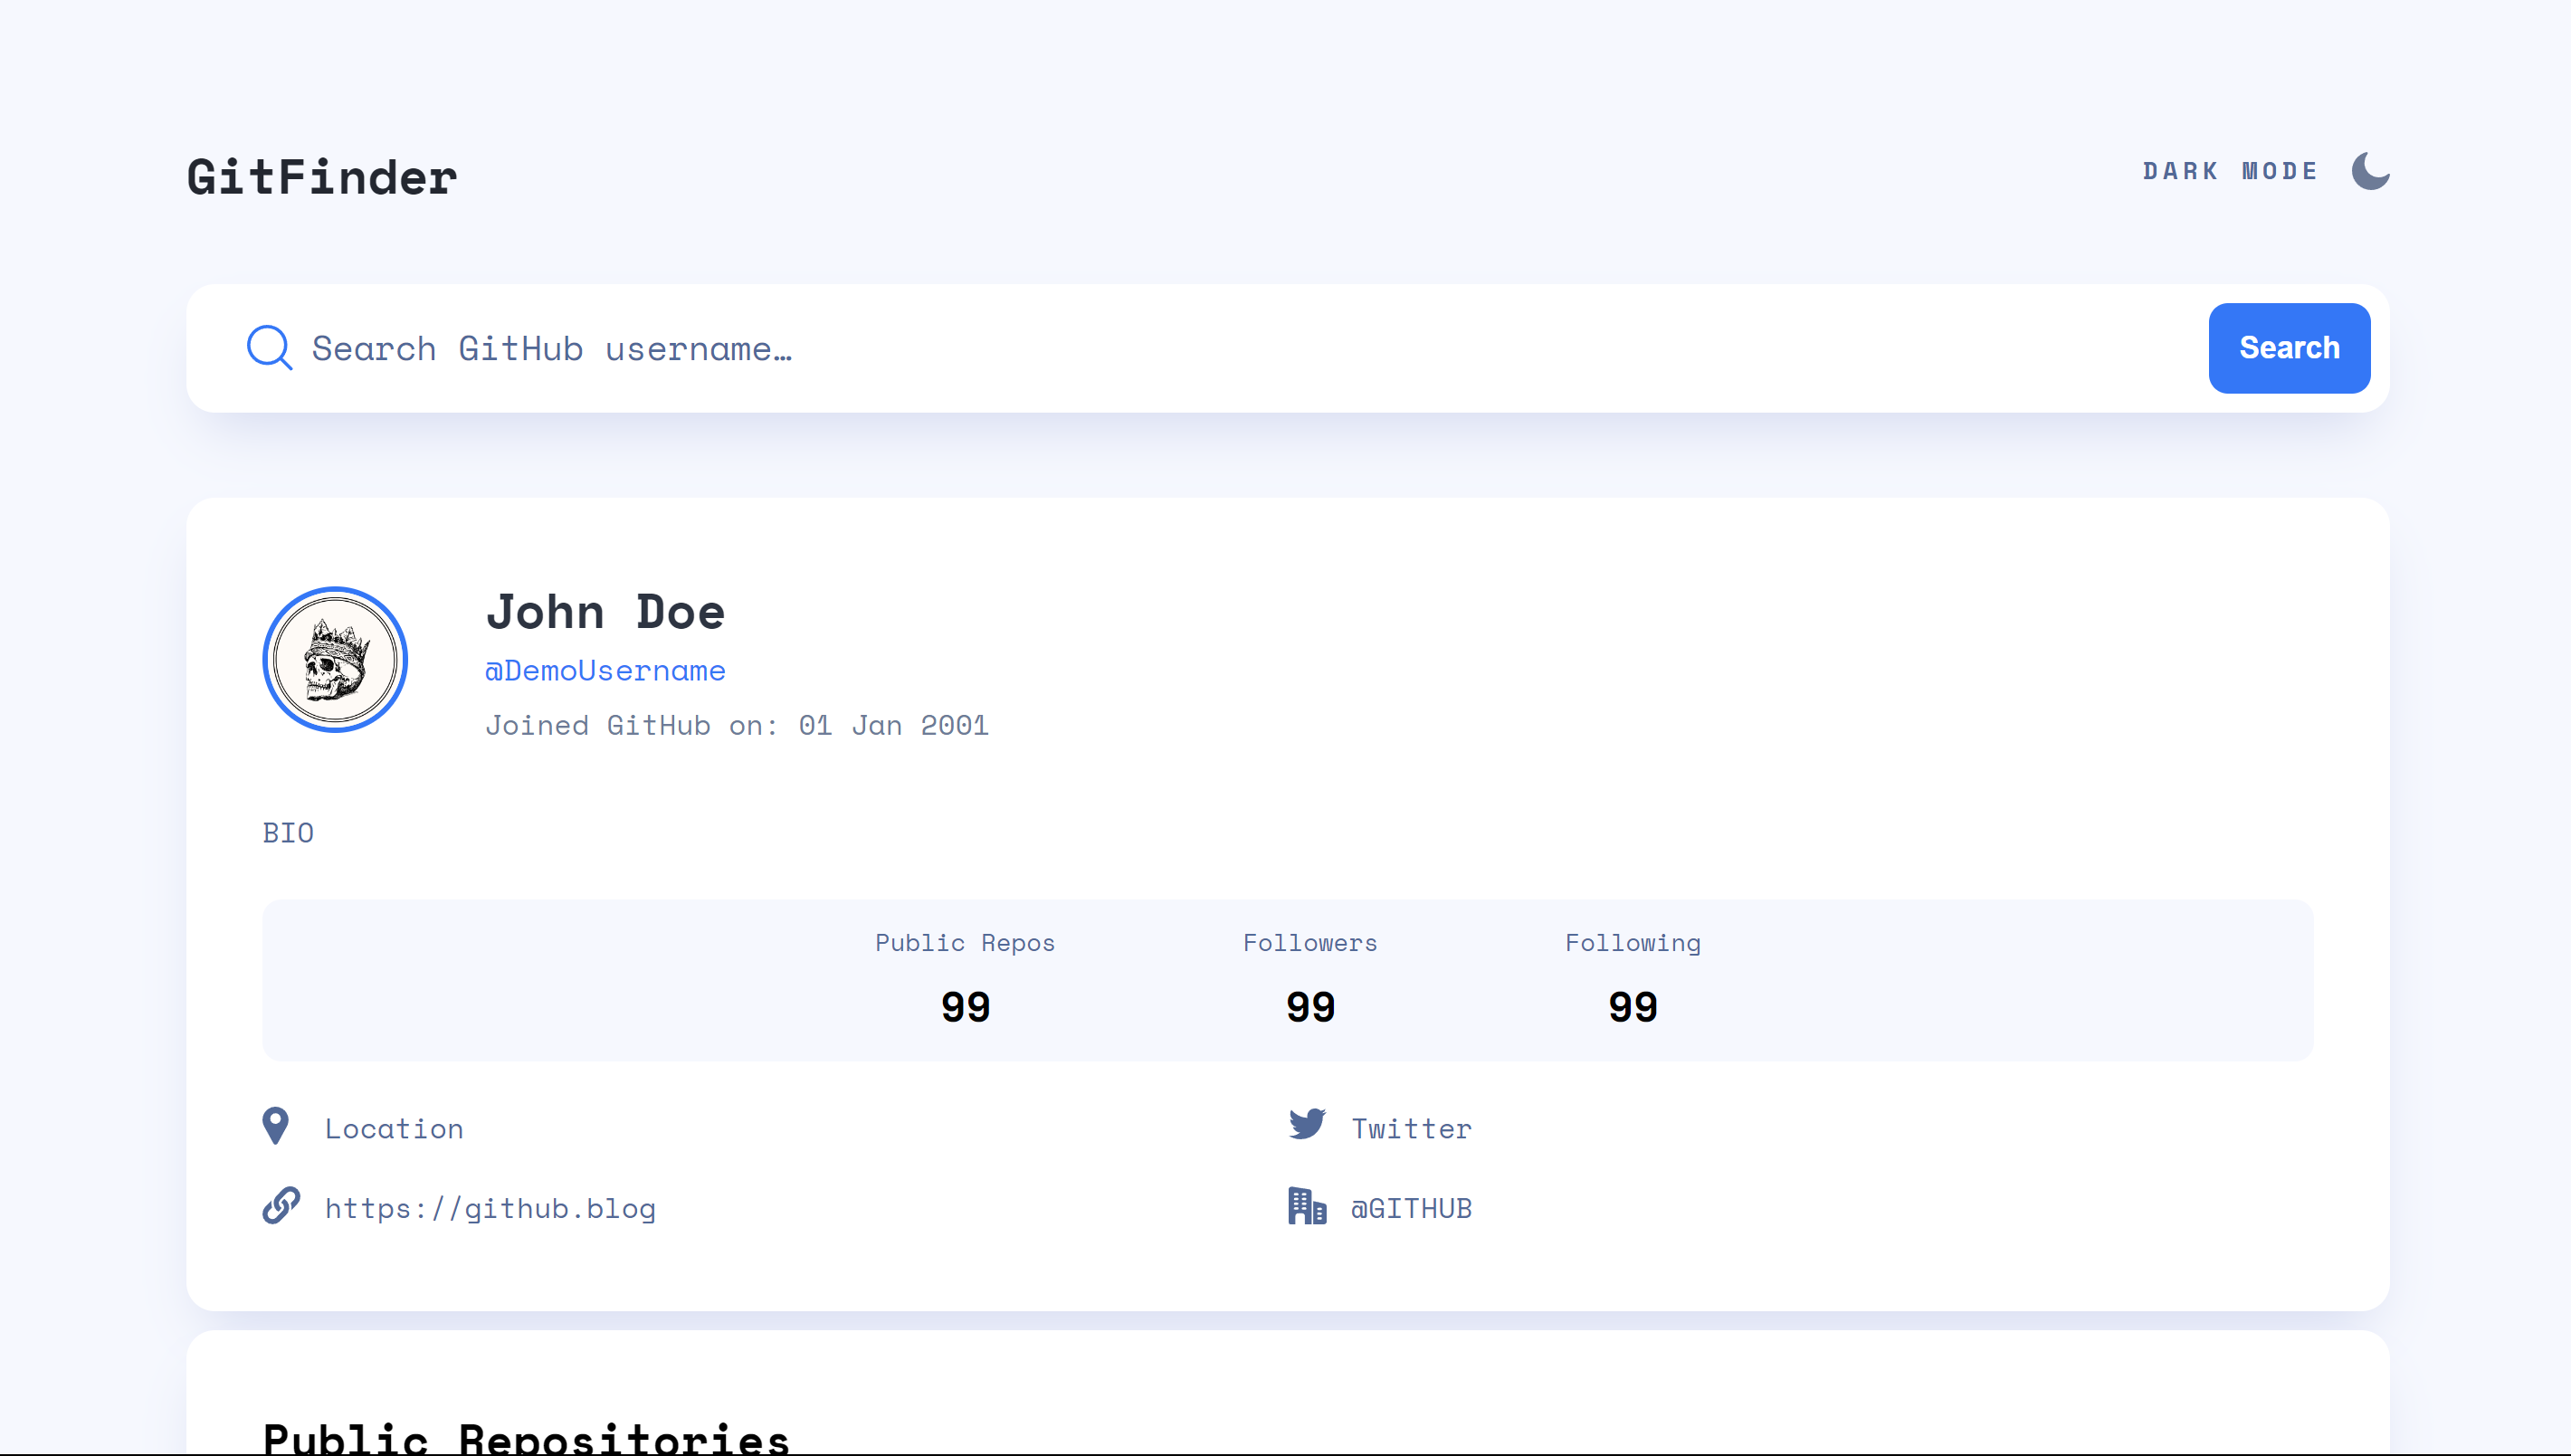 GitFinder
DARK MODE
Search GitHub username…
Search
John Doe
@DemoUsername
Joined GitHub on: 01 Jan 2001
BIO
Public Repos Followers Following
99 99 99
Location Twitter
https://github.blog @GITHUB
Public Repositories